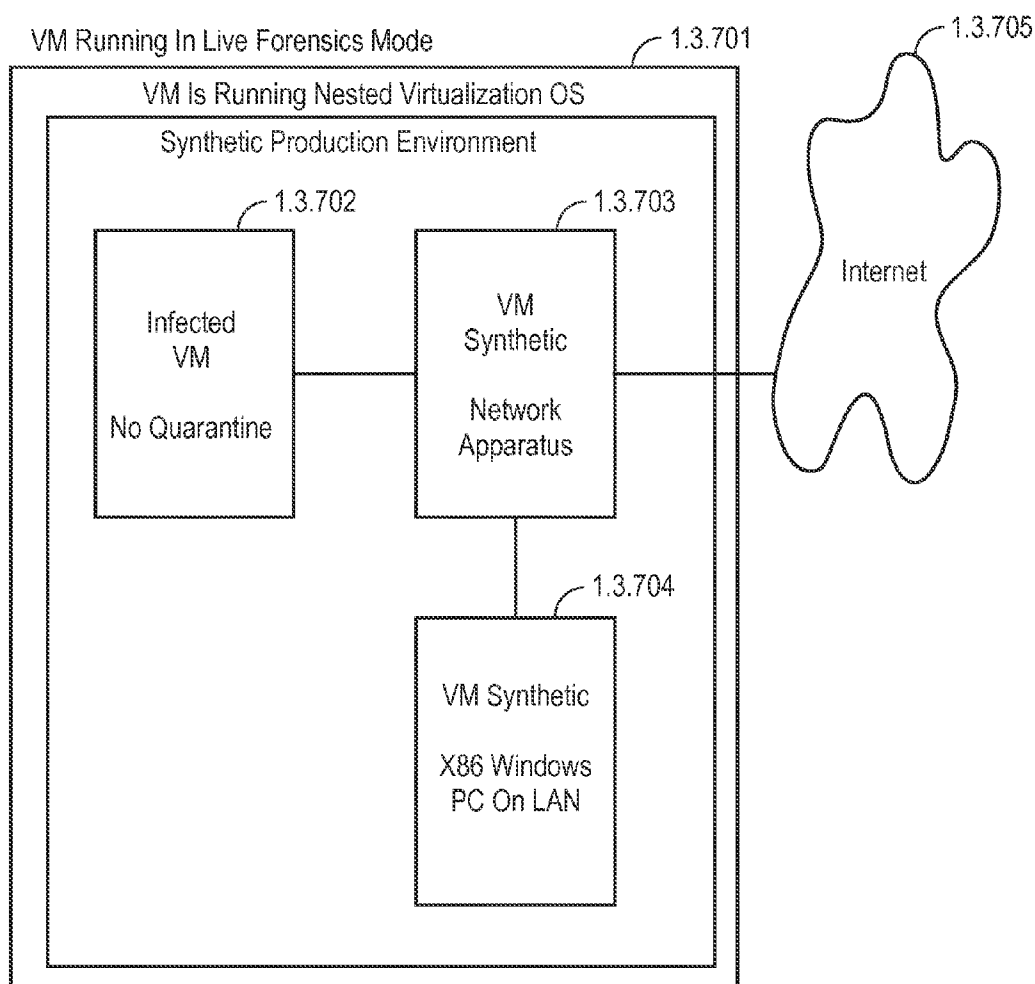 VM Running In Live Forensics Mode
1.3.701
1.3.705
VM Is Running Nested Virtualization OS
Synthetic Production Environment
1.3.702
1.3.703
Infected
VM
No Quarantine
VM
Synthetic
Network
Apparatus
Internet
1.3.704
VM Synthetic
X86 Windows
PC On LAN